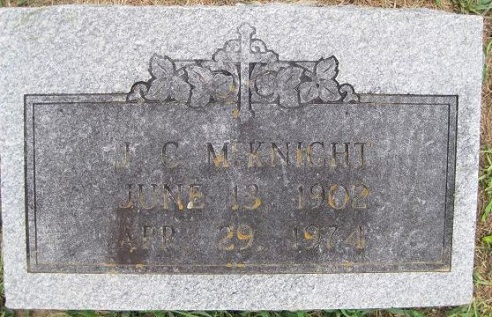 J. C. McKNIGHT
JUNE 13, 1902
APR. 29, 1974